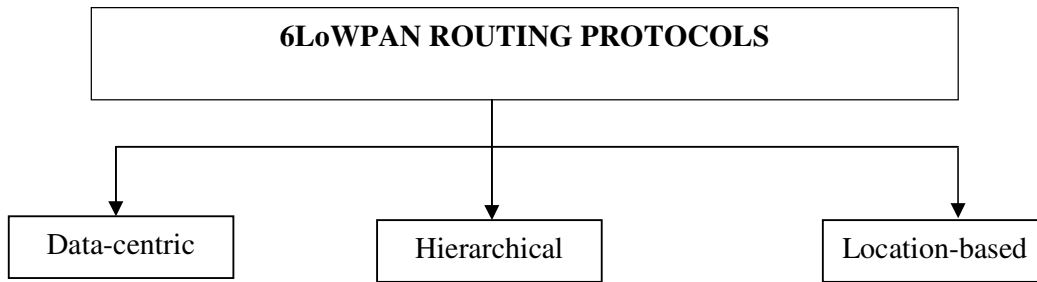 6LoWPAN ROUTING PROTOCOLS
Data-centric
Hierarchical
Location-based